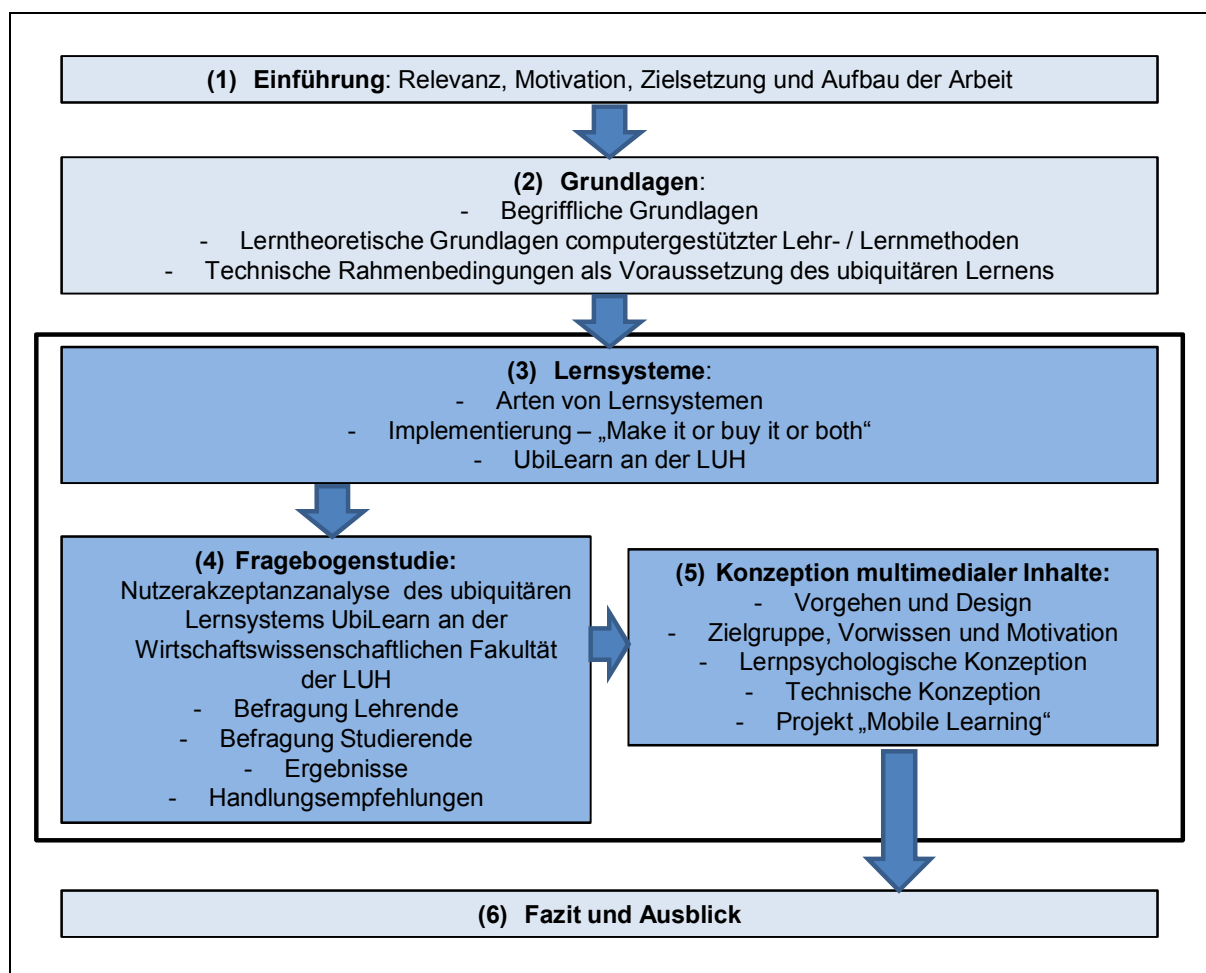 (1) Einführung: Relevanz, Motivation, Zielsetzung und Aufbau der Arbeit
(2) Grundlagen:
- Begriffliche Grundlagen
- Lerntheoretische Grundlagen computergestützter Lehr- / Lernmethoden
- Technische Rahmenbedingungen als Voraussetzung des ubiquitären Lernens
(3) Lernsysteme:
- Arten von Lernsystemen
- Implementierung – „Make it or buy it or both“
- UbiLearn an der LUH
(4) Fragebogenstudie:
Nutzerakzeptanzanalyse des ubiquitären
Lernsystems UbiLearn an der
Wirtschaftswissenschaftlichen Fakultät
der LUH
- Befragung Lehrende
- Befragung Studierende
- Ergebnisse
- Handlungsempfehlungen
(5) Konzeption multimedialer Inhalte:
- Vorgehen und Design
- Zielgruppe, Vorwissen und Motivation
- Lernpsychologische Konzeption
- Technische Konzeption
- Projekt „Mobile Learning“
(6) Fazit und Ausblick